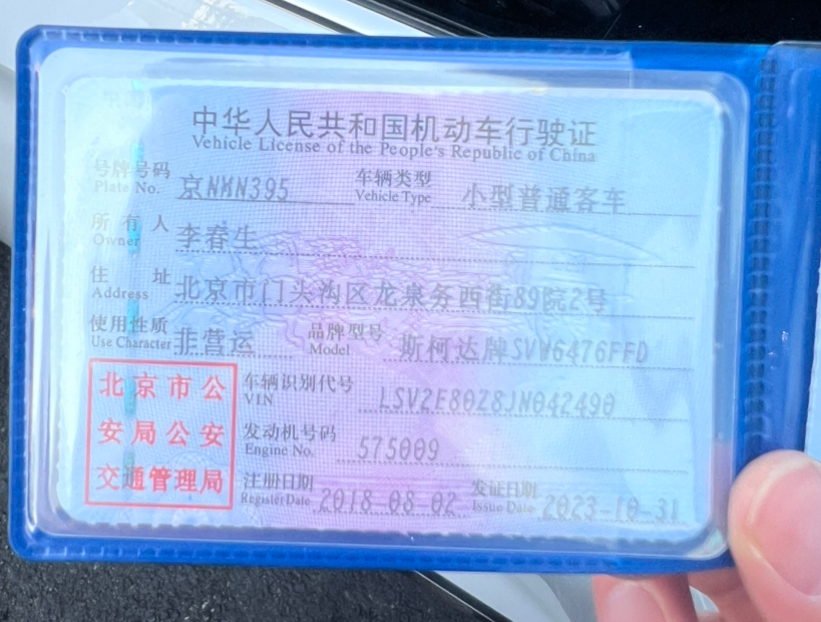 中华人民共和国机动车行驶证
Vehicle License of the People's Republic of China
号牌号码 京NMN395 车辆类型 小型普通客车
Plate No. Vehicle Type
所有人 李春生
Owner
住址 北京市门头沟区龙泉务西街89院2号
Address
使用性质 非营运 品牌型号 斯柯达牌SVW6476FFD
Use Character Model
北京市公安局公安交通管理局
车辆识别代号 LSV2E80Z8JN042490
VIN
发动机号码 575009
Engine No.
注册日期 2018-08-02 发证日期 2023-10-31
Register Date Issue Date